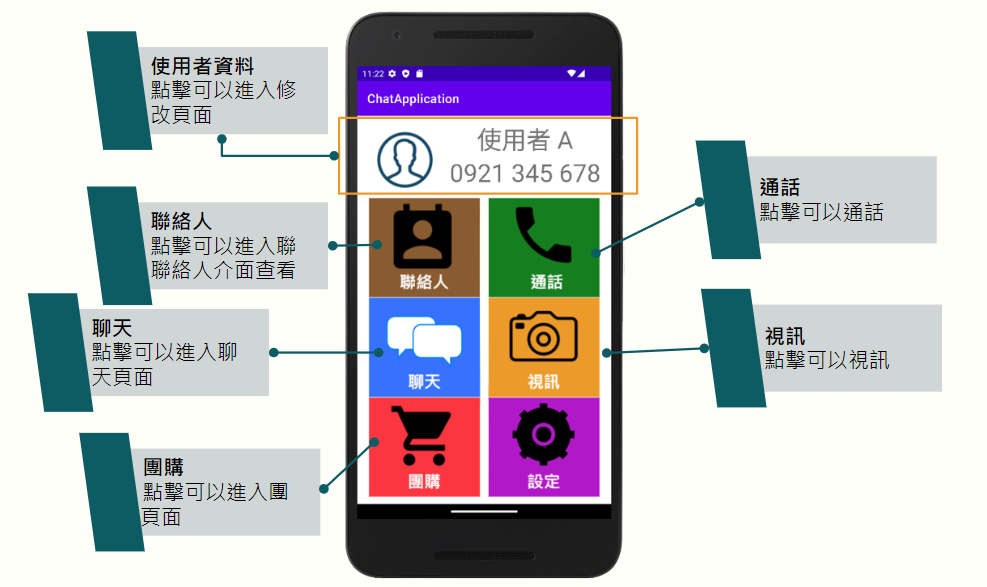 使用者資料
點擊可以進入修
改頁面
聯絡人
點擊可以進入聯
聯絡人介面查看
聊天
點擊可以進入聊
天頁面
團購
點擊可以進入團
頁面
11:22
ChatApplication
使用者 A
0921 345 678
聯絡人
通話
聊天
視訊
團購
設定
通話
點擊可以通話
視訊
點擊可以視訊